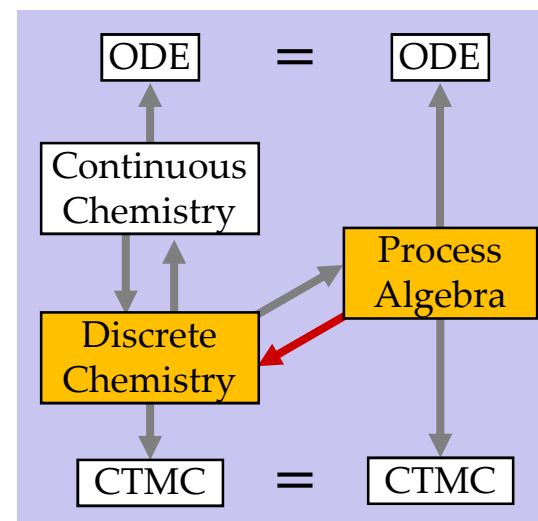 ODE = ODE
Continuous
Chemistry
Process
Algebra
Discrete
Chemistry
CTMC = CTMC